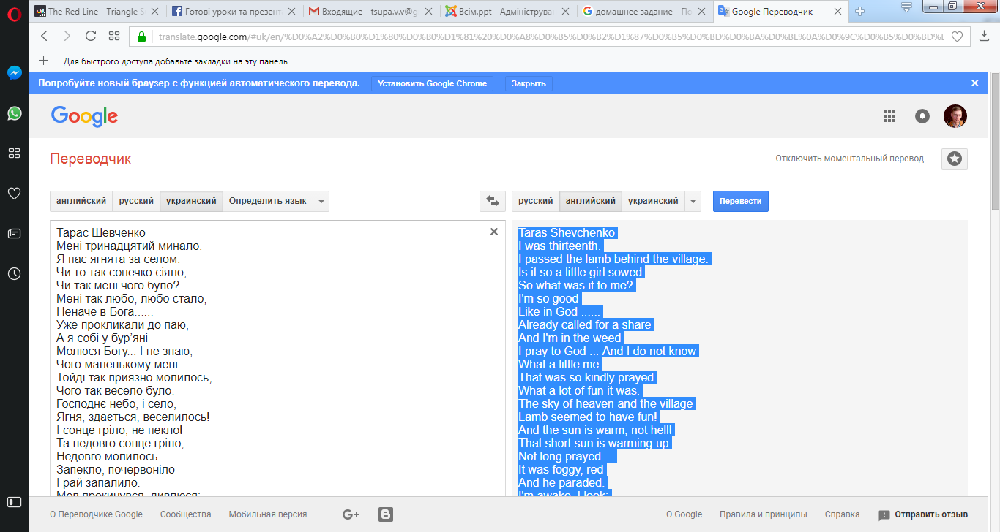 The Red Line - Triangle S
Готові уроки та презент
Входящие - tsupa.v.v@g
Всім.ppt - Адмініструван
домашнее задание - По
Google Переводчик
translate.google.com/#uk/en/%D0%A2%D0%B0%D1%80%D0%B0%D1%81%20%D0%A8%D0%B5%D0%B2%D1%87%D0%B5%D0%BD%D0%BA%D0%BE%0A%D0%9C%D0%B5%D0%BD%D
Для быстрого доступа добавьте закладки на эту панель
Попробуйте новый браузер с функцией автоматического перевода. Установить Google Chrome Закрыть
Google
Переводчик
Отключить моментальный перевод
английский русский украинский Определить язык
русский английский украинский Перевести
Тарас Шевченко
Мені тринадцятий минало.
Я пас ягнята за селом.
Чи то так сонечко сіяло,
Чи так мені чого було?
Мені так любо, любо стало,
Неначе в Бога......
Уже прокликали до паю,
А я собі у бур’яні
Молюся Богу... І не знаю,
Чого маленькому мені
Тойді так приязно молилось,
Чого так весело було.
Господнє небо, і село,
Ягня, здається, веселилось!
І сонце гріло, не пекло!
Та недовго сонце гріло,
Недовго молилось...
Запекло, почервоніло
І рай запалило.
Мов прокинувся, дивлюся:
Taras Shevchenko
I was thirteenth.
I passed the lamb behind the village.
Is it so a little girl sowed
So what was it to me?
I'm so good
Like in God ......
Already called for a share
And I'm in the weed
I pray to God ... And I do not know
What a little me
That was so kindly prayed
What a lot of fun it was.
The sky of heaven and the village
Lamb seemed to have fun!
And the sun is warm, not hell!
That short sun is warming up
Not long prayed ...
It was foggy, red
And he paraded.
I'm awake, I look:
О Переводчике Google Сообщества Мобильная версия G+ О Google Правила и принципы Справка Отправить отзыв